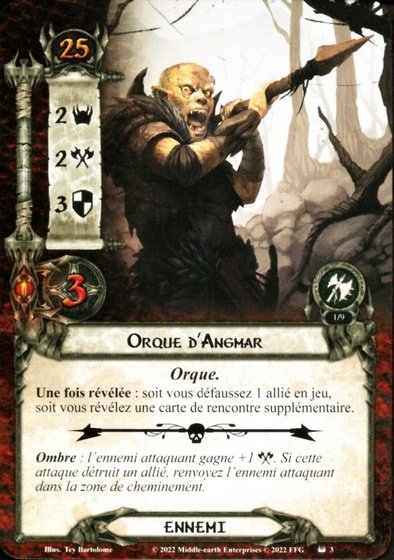 25
2
2
3
3
1/9
Orque d'Angmar
Orque.
Une fois révélée : soit vous défaussez 1 allié en jeu,
soit vous révélez une carte de rencontre supplémentaire.
Ombre : l'ennemi attaquant gagne +1 . Si cette
attaque détruit un allié, renvoyez l'ennemi attaquant
dans la zone de cheminement.
ENNEMI
Illus. Tey Bartolome © 2022 Middle-earth Enterprises © 2022 FFG 3